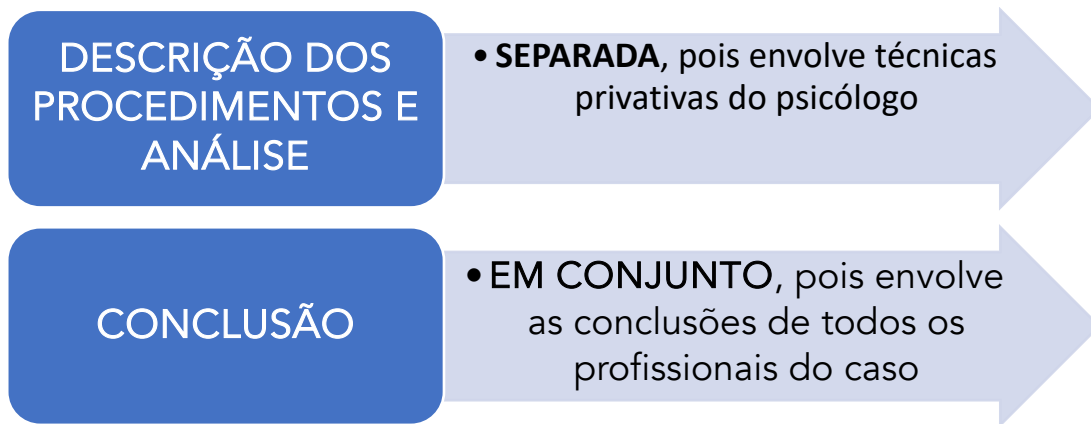 DESCRIÇÃO DOS
PROCEDIMENTOS E
ANÁLISE
• SEPARADA, pois envolve técnicas
privativas do psicólogo
CONCLUSÃO
• EM CONJUNTO, pois envolve
as conclusões de todos os
profissionais do caso